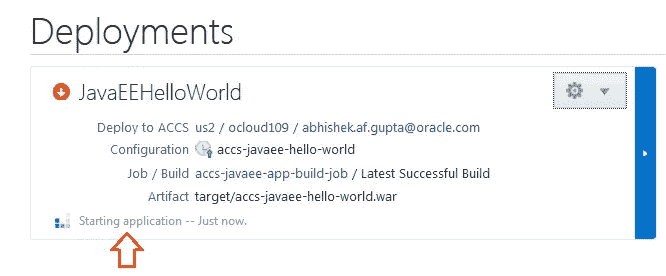 Deployments
JavaEEHelloWorld
Deploy to ACCS us2 / ocloud109 / abhishek.af.gupta@oracle.com
Configuration accs-javaee-hello-world
Job / Build accs-javaee-app-build-job / Latest Successful Build
Artifact target/accs-javaee-hello-world.war
Starting application -- Just now.